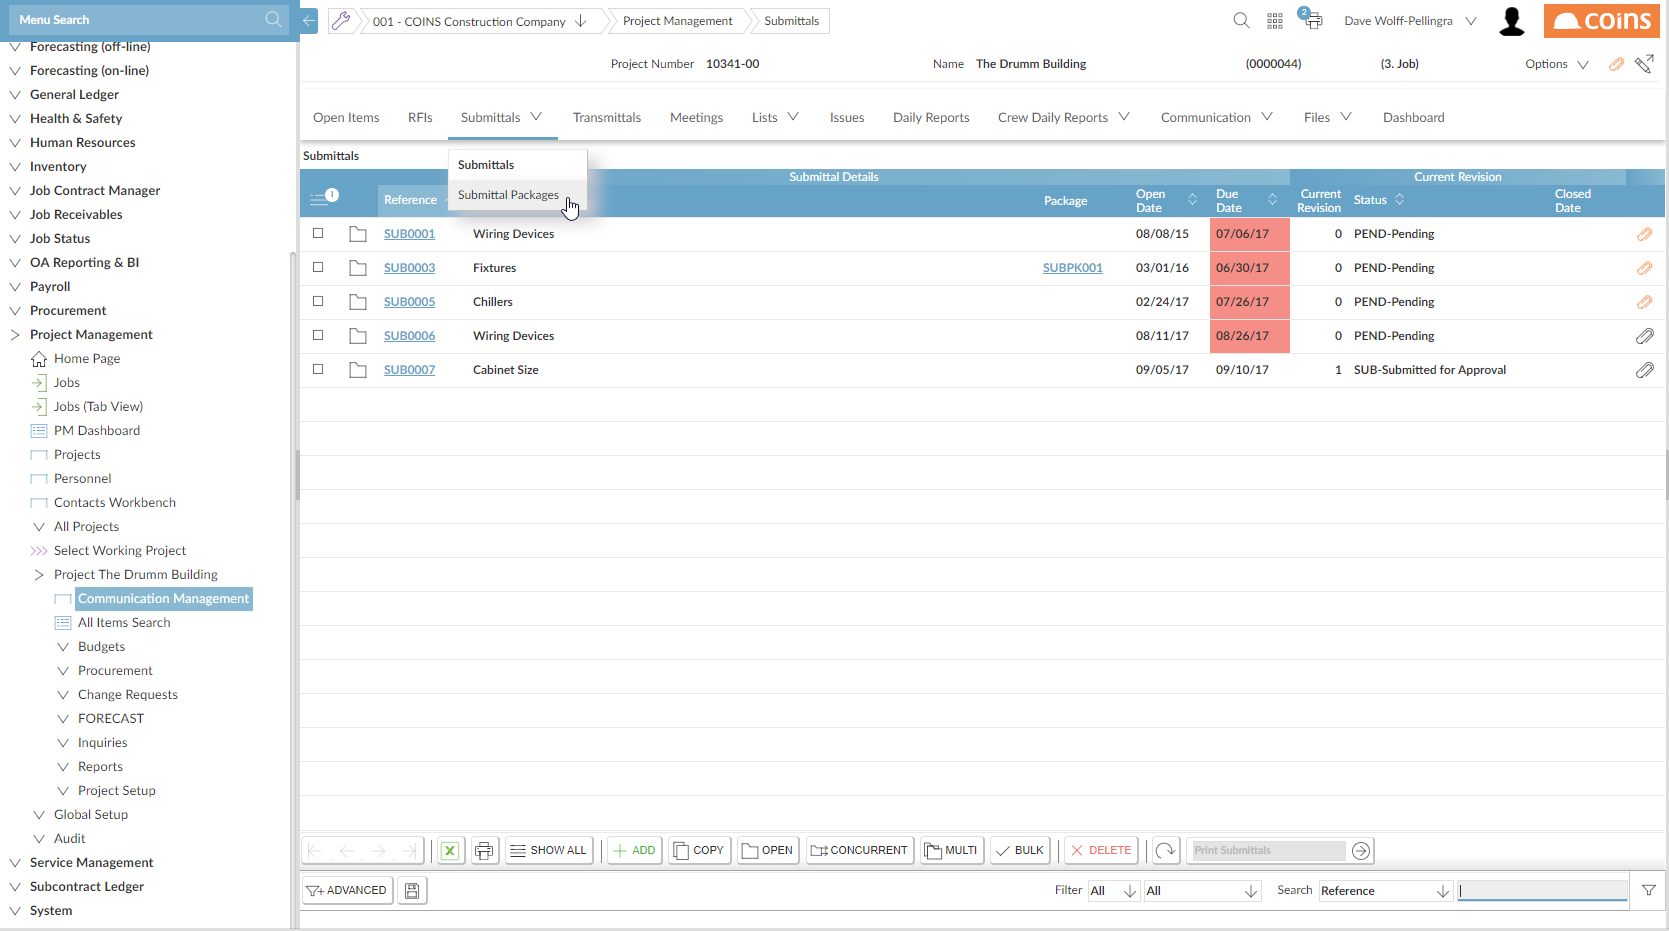 Menu Search
001 - COINS Construction Company
Project Management
Submittals
2
Dave Wolff-Pellingra
coins
Project Number 10341-00
Name The Drumm Building
(0000044)
(3. Job)
Options
Open Items
RFIs
Submittals
Transmittals
Meetings
Lists
Issues
Daily Reports
Crew Daily Reports
Communication
Files
Dashboard
Submittals
Submittals
Submittal Packages
Submittal Details
Current Revision
1
Reference
Package
Open Date
Due Date
Current Revision
Status
Closed Date
SUB0001 Wiring Devices 08/08/15 07/06/17 0 PEND-Pending
SUB0003 Fixtures SUBPK001 03/01/16 06/30/17 0 PEND-Pending
SUB0005 Chillers 02/24/17 07/26/17 0 PEND-Pending
SUB0006 Wiring Devices 08/11/17 08/26/17 0 PEND-Pending
SUB0007 Cabinet Size 09/05/17 09/10/17 1 SUB-Submitted for Approval
Forecasting (off-line)
Forecasting (on-line)
General Ledger
Health & Safety
Human Resources
Inventory
Job Contract Manager
Job Receivables
Job Status
OA Reporting & BI
Payroll
Procurement
Project Management
Home Page
Jobs
Jobs (Tab View)
PM Dashboard
Projects
Personnel
Contacts Workbench
All Projects
Select Working Project
Project The Drumm Building
Communication Management
All Items Search
Budgets
Procurement
Change Requests
FORECAST
Inquiries
Reports
Project Setup
Global Setup
Audit
Service Management
Subcontract Ledger
System
X
SHOW ALL
ADD
COPY
OPEN
CONCURRENT
MULTI
BULK
DELETE
Print Submittals
ADVANCED
Filter All All
Search Reference